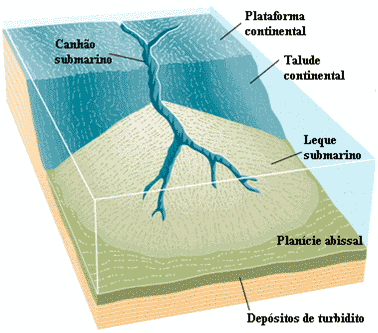 Plataforma
continental
Canhão
submarino
Talude
continental
Leque
submarino
Planície abissal
Depósitos de turbidito